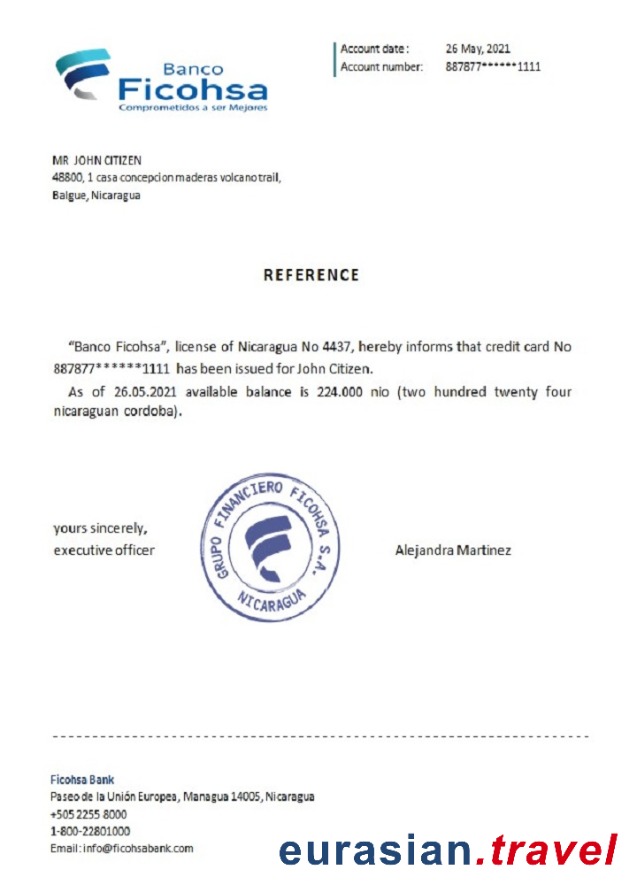 Banco
Ficohsa
Comprometidos a ser Mejores
Account date: 26 May, 2021
Account number: 887877******1111
MR JOHN CITIZEN
48800, 1 casa concepcion maderas volcano trail,
Balgue, Nicaragua
REFERENCE
“Banco Ficohsa”, license of Nicaragua No 4437, hereby informs that credit card No
887877******1111 has been issued for John Citizen.
As of 26.05.2021 available balance is 224.000 nio (two hundred twenty four
nicaraguan cordoba).
yours sincerely,
executive officer
GRUPO FINANCIERO FICOHSA S.A.
NICARAGUA
Alejandra Martinez
Ficohsa Bank
Paseo de la Unión Europea, Managua 14005, Nicaragua
+505 2255 8000
1-800-22801000
Email: info@ficohsabank.com
eurasian.travel